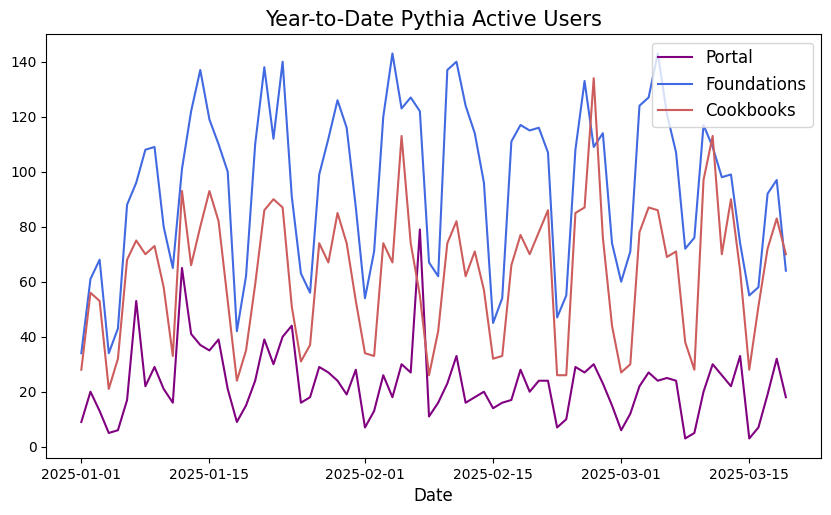 Year-to-Date Pythia Active Users
Portal
Foundations
Cookbooks
140
120
100
80
60
40
20
0
2025-01-01 2025-01-15 2025-02-01 2025-02-15 2025-03-01 2025-03-15
Date